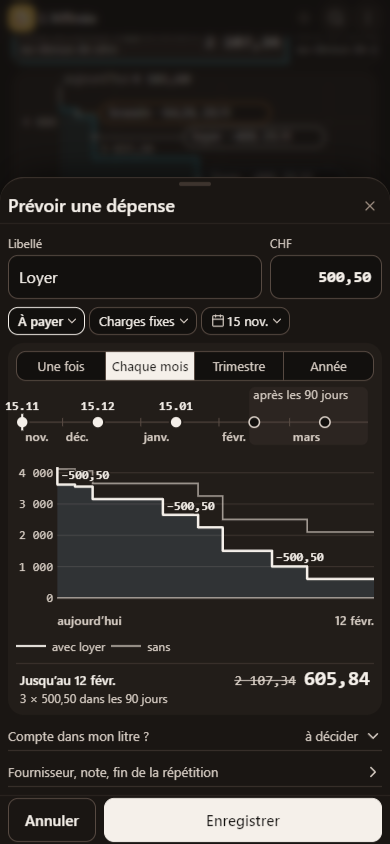 Prévoir une dépense
Libellé
CHF
Loyer
500,50
À payer
Charges fixes
15 nov.
Une fois
Chaque mois
Trimestre
Année
après les 90 jours
15.11
15.12
15.01
nov.
déc.
janv.
févr.
mars
4 000
−500,50
3 000
−500,50
2 000
−500,50
1 000
0
aujourd'hui
12 févr.
avec loyer
sans
Jusqu'au 12 févr.
2 107,34 605,84
3 × 500,50 dans les 90 jours
Compte dans mon litre ?
à décider
Fournisseur, note, fin de la répétition
Annuler
Enregistrer